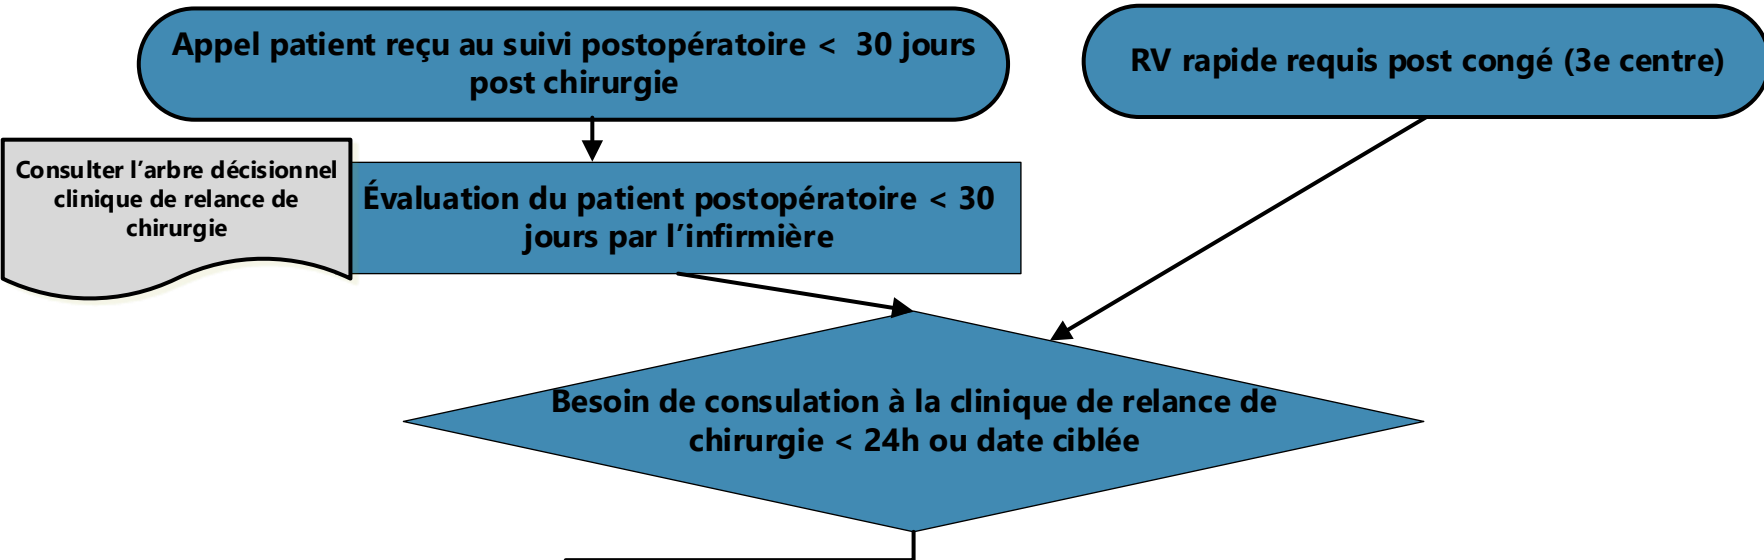 Appel patient reçu au suivi postopératoire < 30 jours
post chirurgie
RV rapide requis post congé (3e centre)
Consulter l'arbre décisionnel
clinique de relance de
chirurgie
Évaluation du patient postopératoire < 30
jours par l'infirmière
Besoin de consulation à la clinique de relance de
chirurgie < 24h ou date ciblée